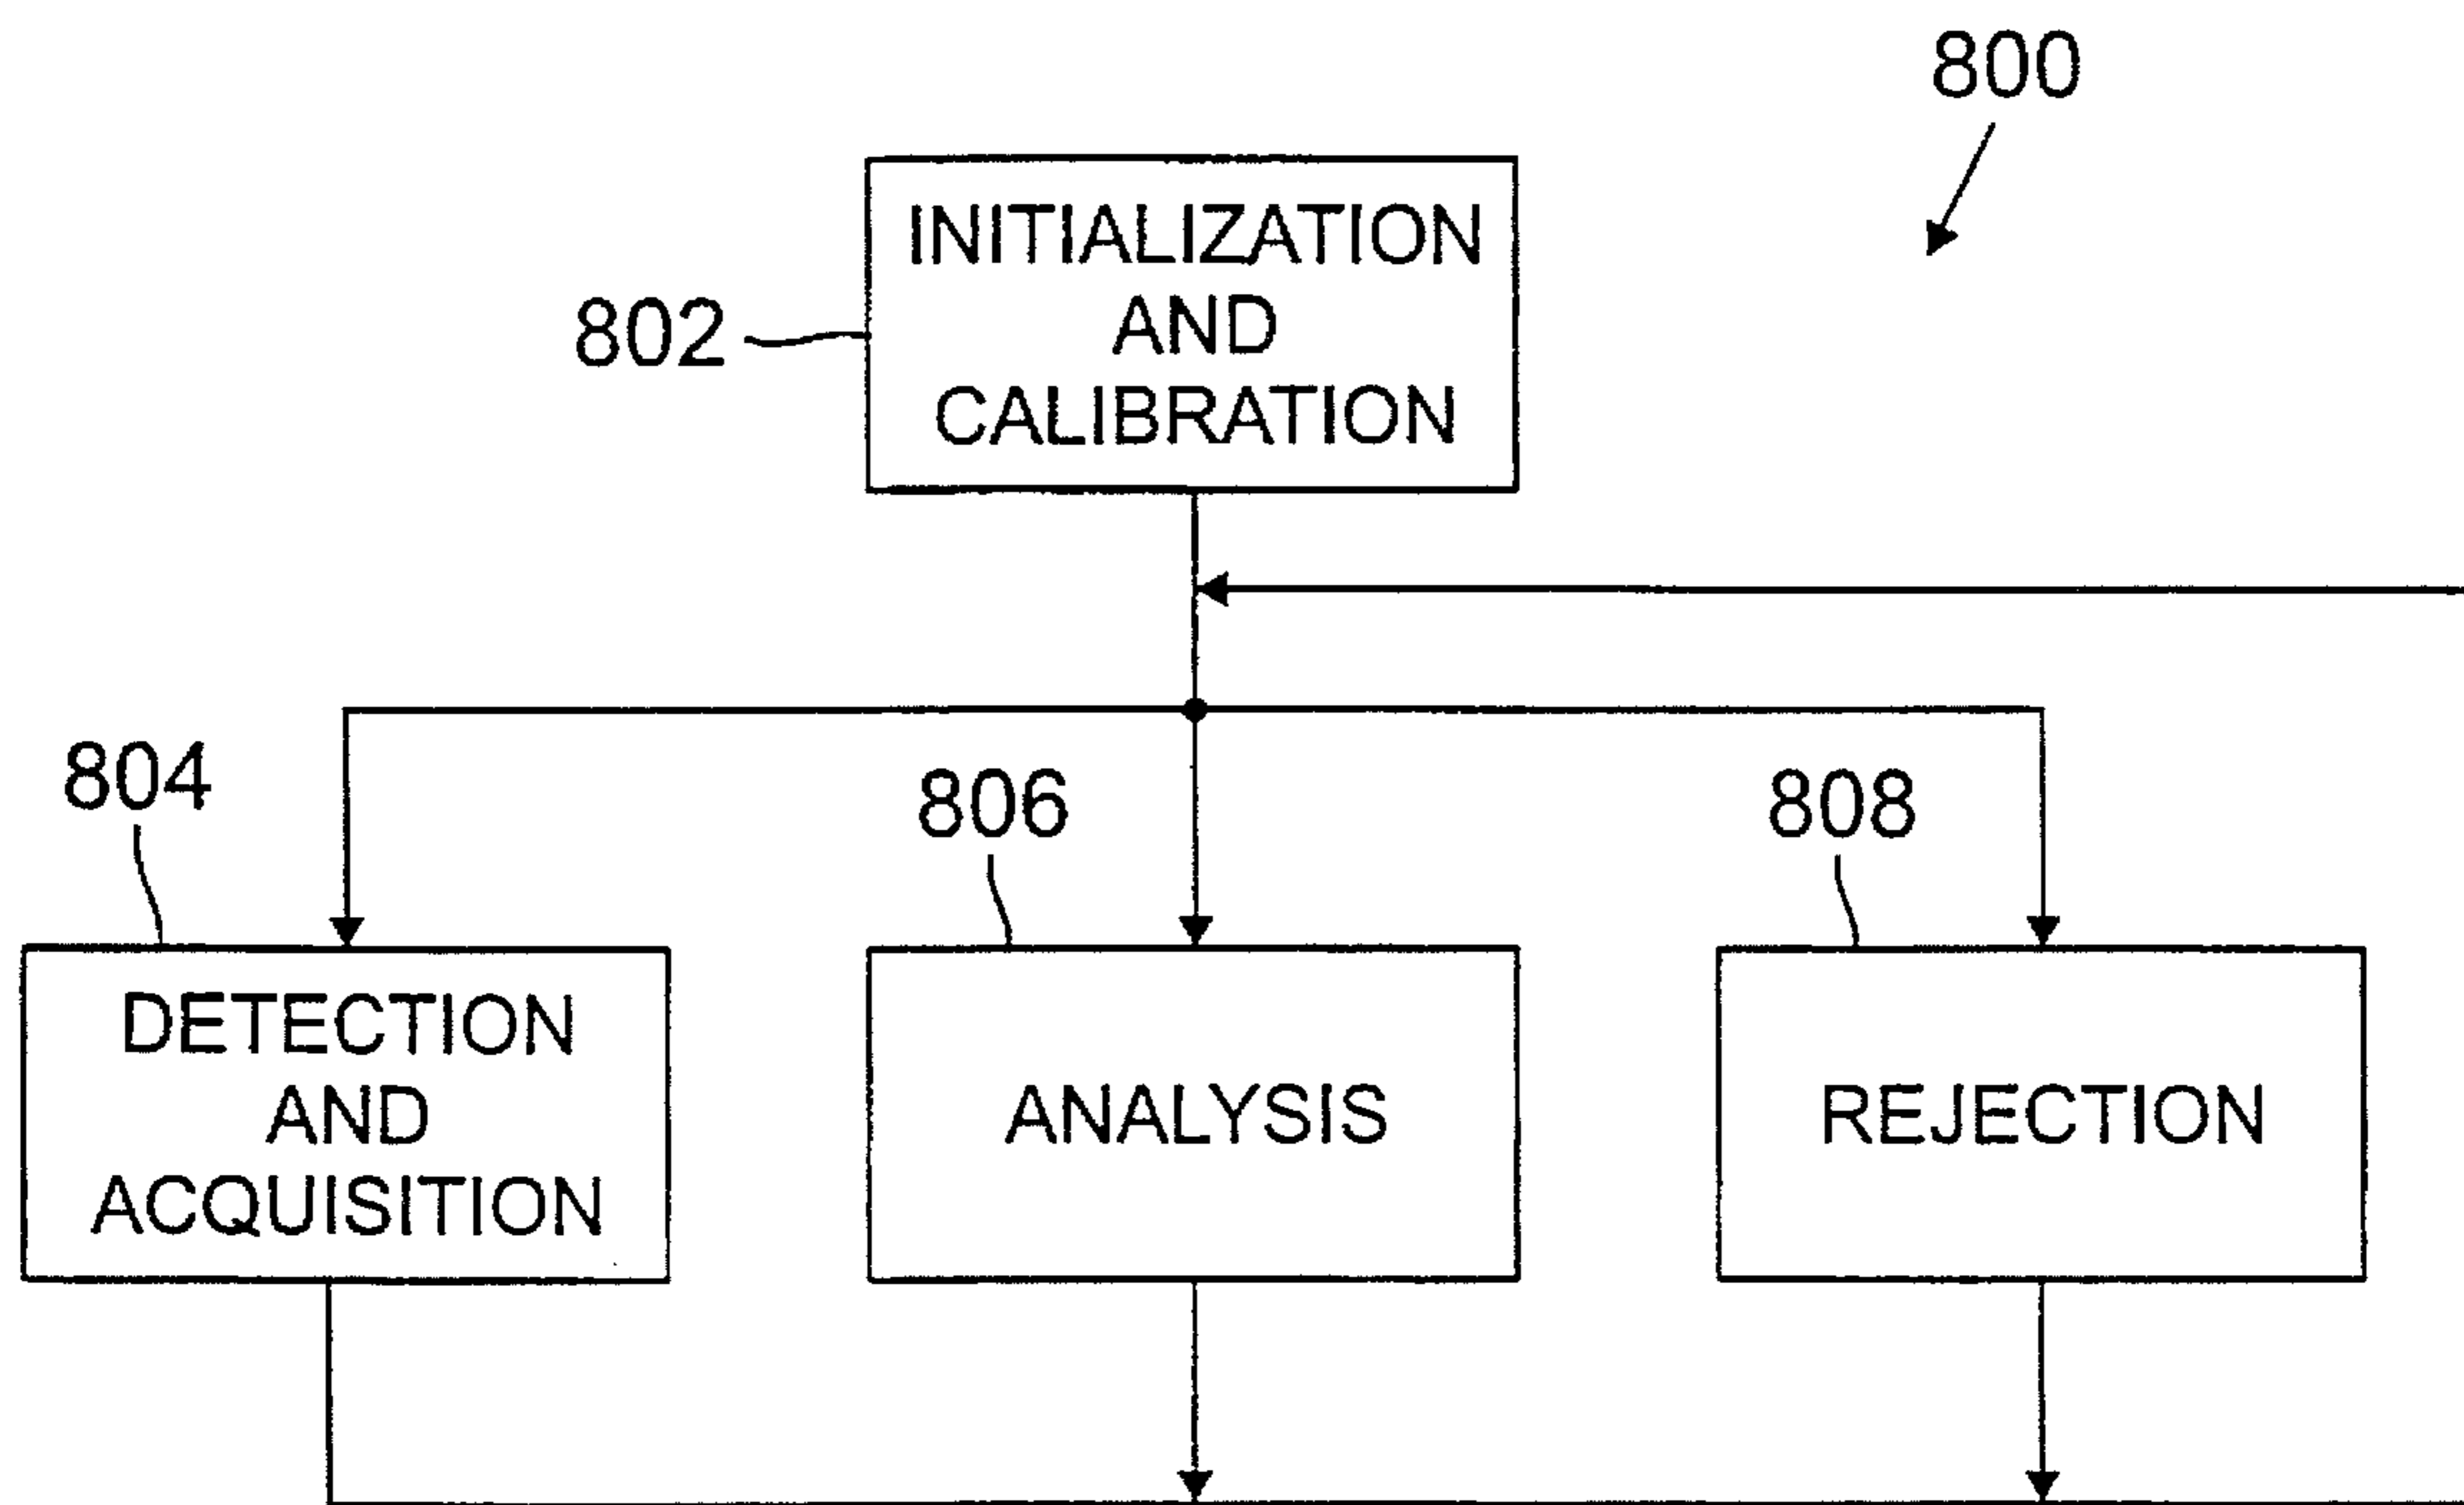 800
INITIALIZATION
AND
CALIBRATION
802
804
806
808
DETECTION
AND
ACQUISITION
ANALYSIS
REJECTION